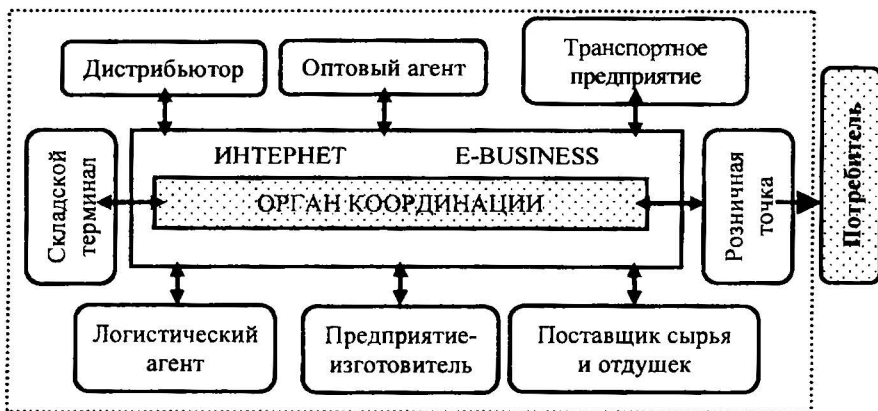 Дистрибьютор
Оптовый агент
Транспортное
предприятие
Складской
терминал
ИНТЕРНЕТ E-BUSINESS
ОРГАН КООРДИНАЦИИ
Розничная
точка
Потребитель
Логистический
агент
Предприятие-
изготовитель
Поставщик сырья
и отдушек